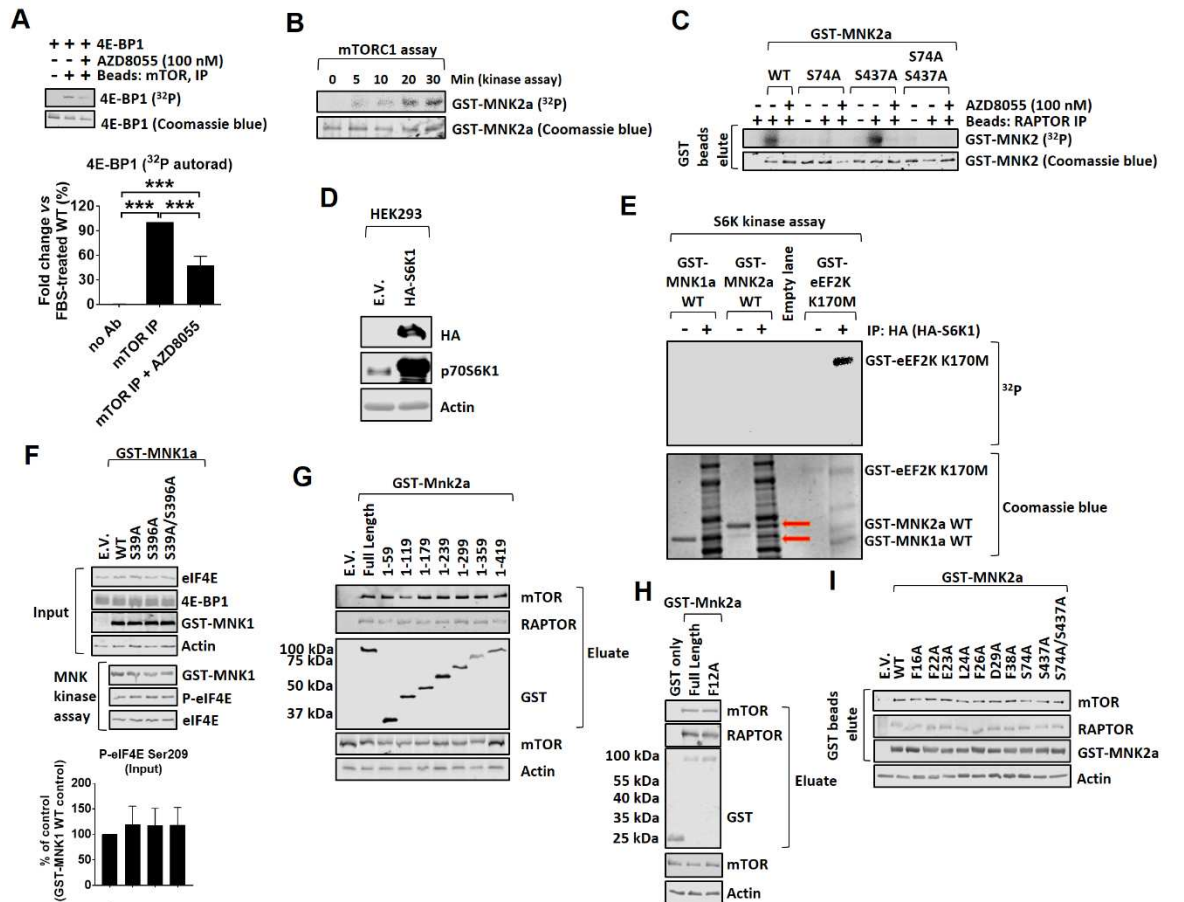 A
+ + + 4E-BP1
- - + AZD8055 (100 nM)
- + + Beads: mTOR, IP
4E-BP1 (32P)
4E-BP1 (Coomassie blue)
4E-BP1 (32P autorad)
***
*** ***
Fold change vs
FBS-treated WT (%)
120
90
60
30
0
no Ab
mTOR IP
mTOR IP + AZD8055
B
mTORC1 assay
0 5 10 20 30 Min (kinase assay)
GST-MNK2a (32P)
GST-MNK2a (Coomassie blue)
C
GST-MNK2a
WT S74A S437A S74A S437A
- - + - - + - - + - - + AZD8055 (100 nM)
Beads: RAPTOR IP
GST beads elute
GST-MNK2 (32P)
GST-MNK2 (Coomassie blue)
D
HEK293
E.V.
HA-S6K1
HA
p70S6K1
Actin
E
S6K kinase assay
GST-MNK1a WT
GST-MNK2a WT
Empty lane
GST-eEF2K K170M
- + - + - + IP: HA (HA-S6K1)
GST-eEF2K K170M
32P
GST-eEF2K K170M
Coomassie blue
GST-MNK2a WT
GST-MNK1a WT
F
GST-MNK1a
E.V.
WT
S39A
S396A
S39A/S396A
Input
eIF4E
4E-BP1
GST-MNK1
Actin
MNK kinase assay
GST-MNK1
P-eIF4E
eIF4E
P-eIF4E Ser209
(Input)
% of control
(GST-MNK1 WT control)
200
150
100
50
0
G
GST-Mnk2a
E.V.
Full Length
1-59
1-119
1-179
1-239
1-299
1-359
1-419
mTOR
RAPTOR
100 kDa
75 kDa
50 kDa
37 kDa
GST
Eluate
mTOR
Actin
H
GST-Mnk2a
GST only
Full Length
F12A
mTOR
RAPTOR
100 kDa
55 kDa
40 kDa
35 kDa
25 kDa
GST
Eluate
mTOR
Actin
I
GST-MNK2a
E.V.
WT
F16A
F22A
E23A
L24A
F26A
D29A
F38A
S74A
S437A
S74A/S437A
GST beads elute
mTOR
RAPTOR
GST-MNK2a
Actin